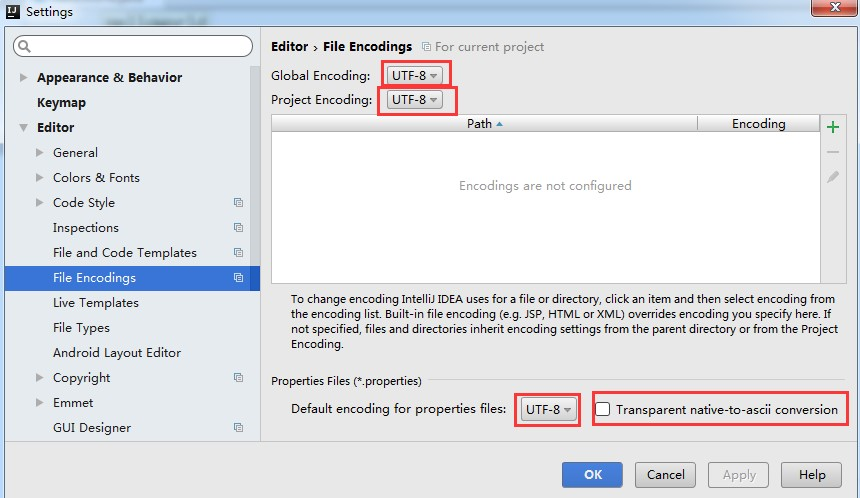 IJ Settings
Editor › File Encodings For current project
Global Encoding: UTF-8
Project Encoding: UTF-8
Path Encoding
Encodings are not configured
Appearance & Behavior
Keymap
Editor
General
Colors & Fonts
Code Style
Inspections
File and Code Templates
File Encodings
Live Templates
File Types
Android Layout Editor
Copyright
Emmet
GUI Designer
To change encoding IntelliJ IDEA uses for a file or directory, click an item and then select encoding from
the encoding list. Built-in file encoding (e.g. JSP, HTML or XML) overrides encoding you specify here. If
not specified, files and directories inherit encoding settings from the parent directory or from the Project
Encoding.
Properties Files (*.properties)
Default encoding for properties files: UTF-8 Transparent native-to-ascii conversion
OK Cancel Apply Help